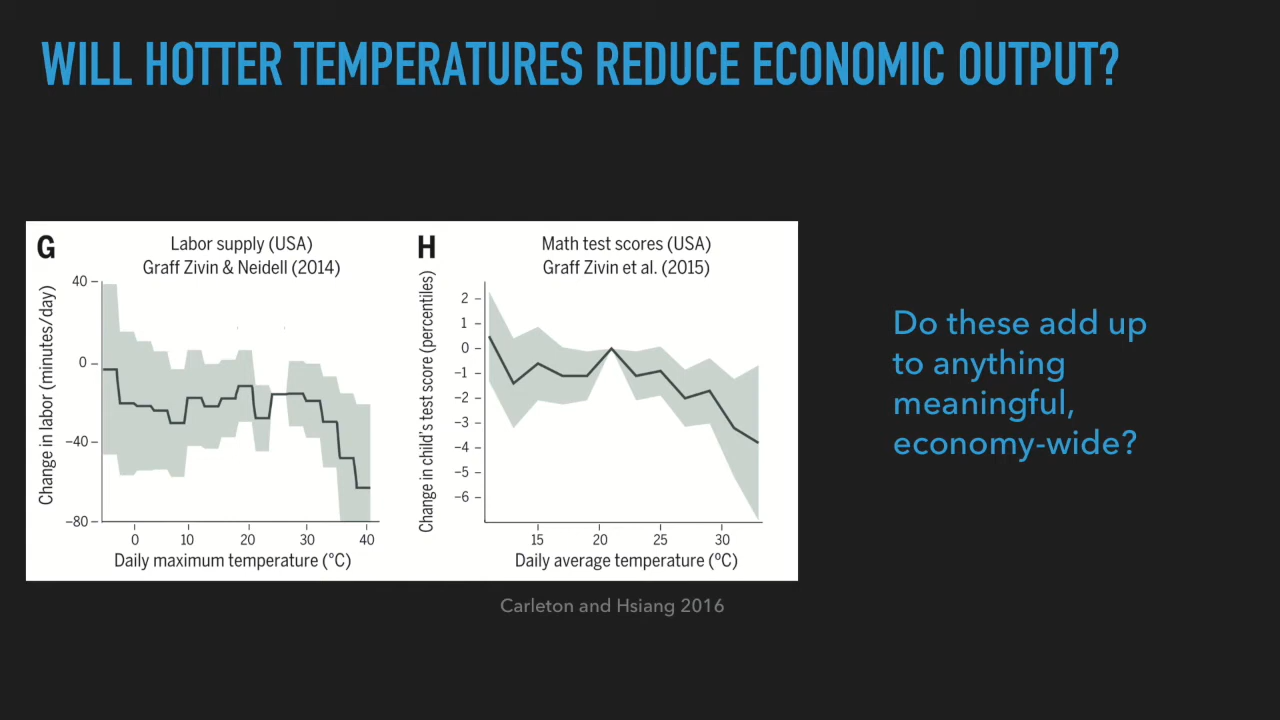 WILL HOTTER TEMPERATURES REDUCE ECONOMIC OUTPUT?
G
Labor supply (USA)
Graff Zivin & Neidell (2014)
Change in labor (minutes/day)
40
0
−40
−80
0 10 20 30 40
Daily maximum temperature (°C)
H
Math test scores (USA)
Graff Zivin et al. (2015)
Change in child's test score (percentiles)
2
1
0
−1
−2
−3
−4
−5
−6
15 20 25 30
Daily average temperature (ºC)
Do these add up
to anything
meaningful,
economy-wide?
Carleton and Hsiang 2016